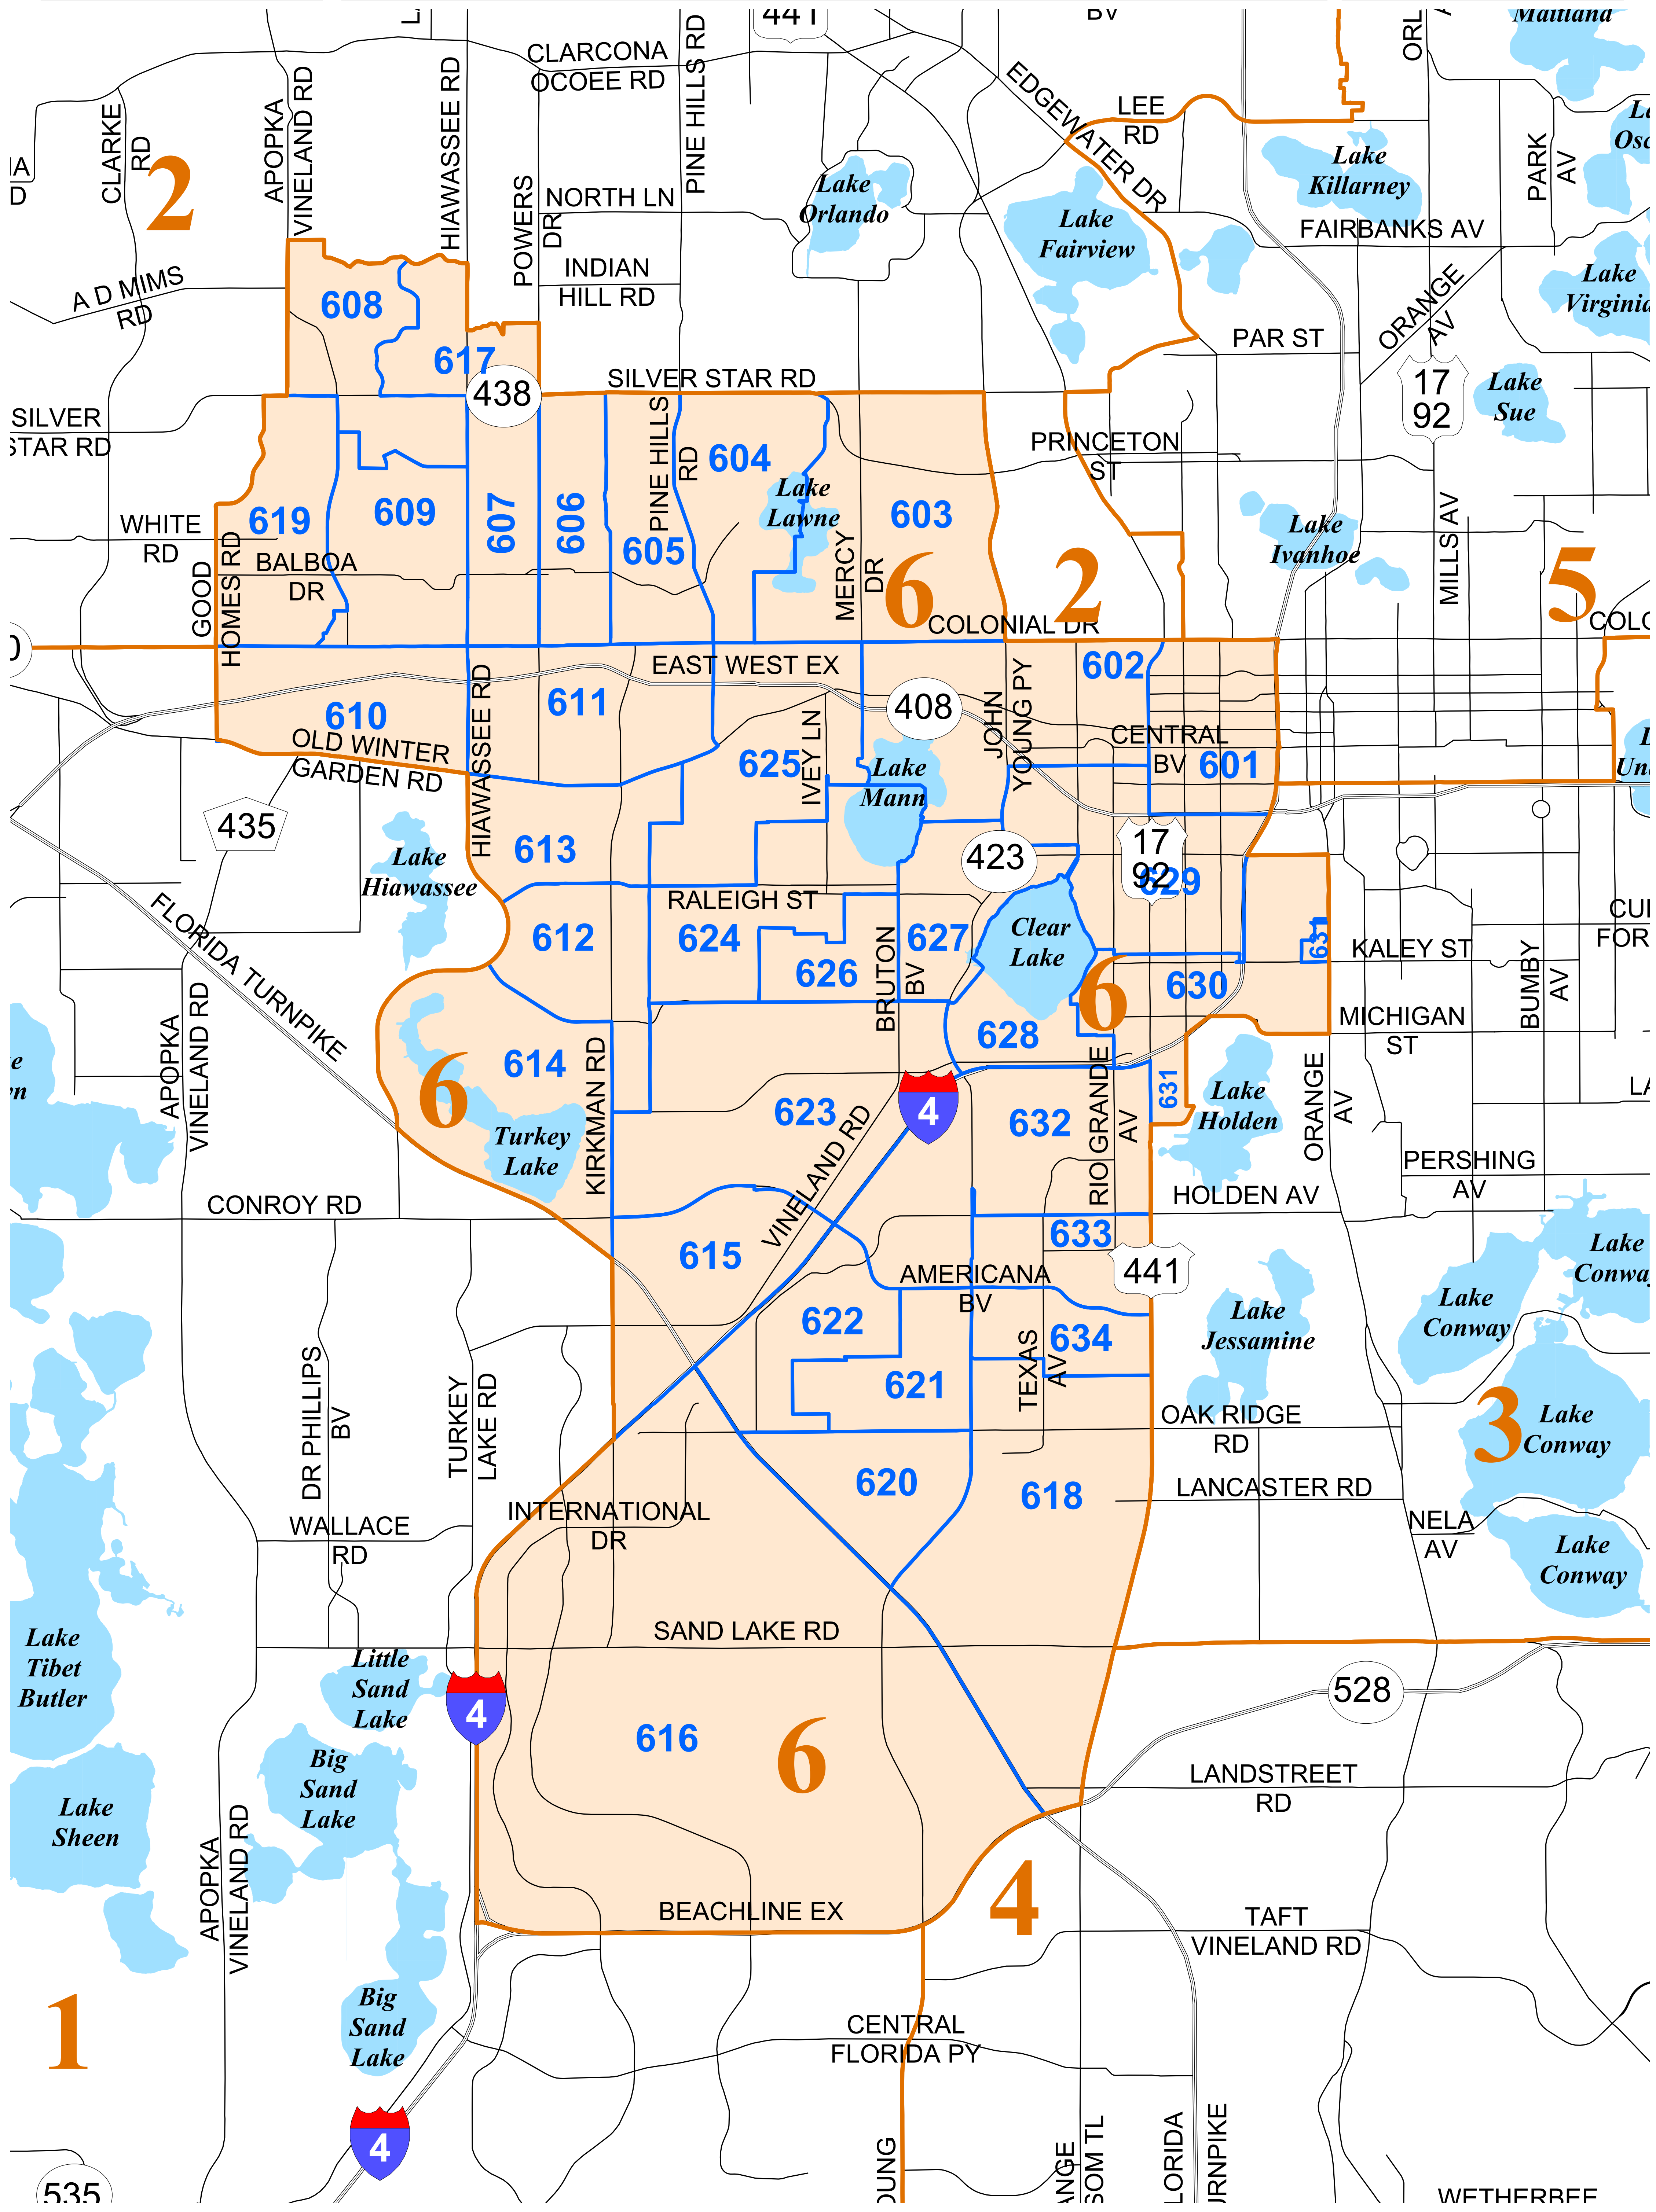 441
BV
Maitland
CLARCONA
OCOEE RD
PINE HILLS RD
HIAWASSEE RD
APOPKA
VINELAND RD
CLARKE
RD
EDGEWATER DR
LEE
RD
Lake
Killarney
PARK
AV
2
POWERS
DR
NORTH LN
Lake
Orlando
Lake
Fairview
FAIRBANKS AV
INDIAN
HILL RD
A D MIMS
RD
Lake
Virginia
ORANGE
AV
608
617
438
SILVER STAR RD
PAR ST
17
92
Lake
Sue
SILVER
STAR RD
PINE HILLS
RD
604
PRINCETON
ST
Lake
Lawne
619
609
607
606
605
603
WHITE
RD
BALBOA
DR
GOOD
HOMES RD
MERCY
DR
6
2
Lake
Ivanhoe
MILLS AV
5
COLONIAL DR
EAST WEST EX
602
HIAWASSEE RD
611
610
408
JOHN
YOUNG PY
OLD WINTER
GARDEN RD
625
IVEY LN
Lake
Mann
CENTRAL
BV
601
435
613
423
17
92
629
Lake
Hiawassee
RALEIGH ST
612
624
626
627
BRUTON
BV
Clear
Lake
6
630
631
KALEY ST
BUMBY
AV
FLORIDA TURNPIKE
APOPKA
VINELAND RD
MICHIGAN
ST
628
614
6
KIRKMAN RD
623
VINELAND RD
4
632
RIO GRANDE
AV
631
Lake
Holden
ORANGE
AV
Turkey
Lake
PERSHING
AV
CONROY RD
HOLDEN AV
615
633
441
AMERICANA
BV
Lake
Conway
Lake
Conway
622
634
Lake
Jessamine
TEXAS
AV
621
DR PHILLIPS
BV
TURKEY
LAKE RD
OAK RIDGE
RD
3
Lake
Conway
620
618
LANCASTER RD
INTERNATIONAL
DR
WALLACE
RD
NELA
AV
Lake
Conway
SAND LAKE RD
Lake
Tibet
Butler
Little
Sand
Lake
4
528
616
6
Big
Sand
Lake
LANDSTREET
RD
Lake
Sheen
APOPKA
VINELAND RD
4
BEACHLINE EX
TAFT
VINELAND RD
1
Big
Sand
Lake
CENTRAL
FLORIDA PY
4
535
OUNG
ANGE
SOM TL
LORIDA
URNPIKE
WETHERBEE